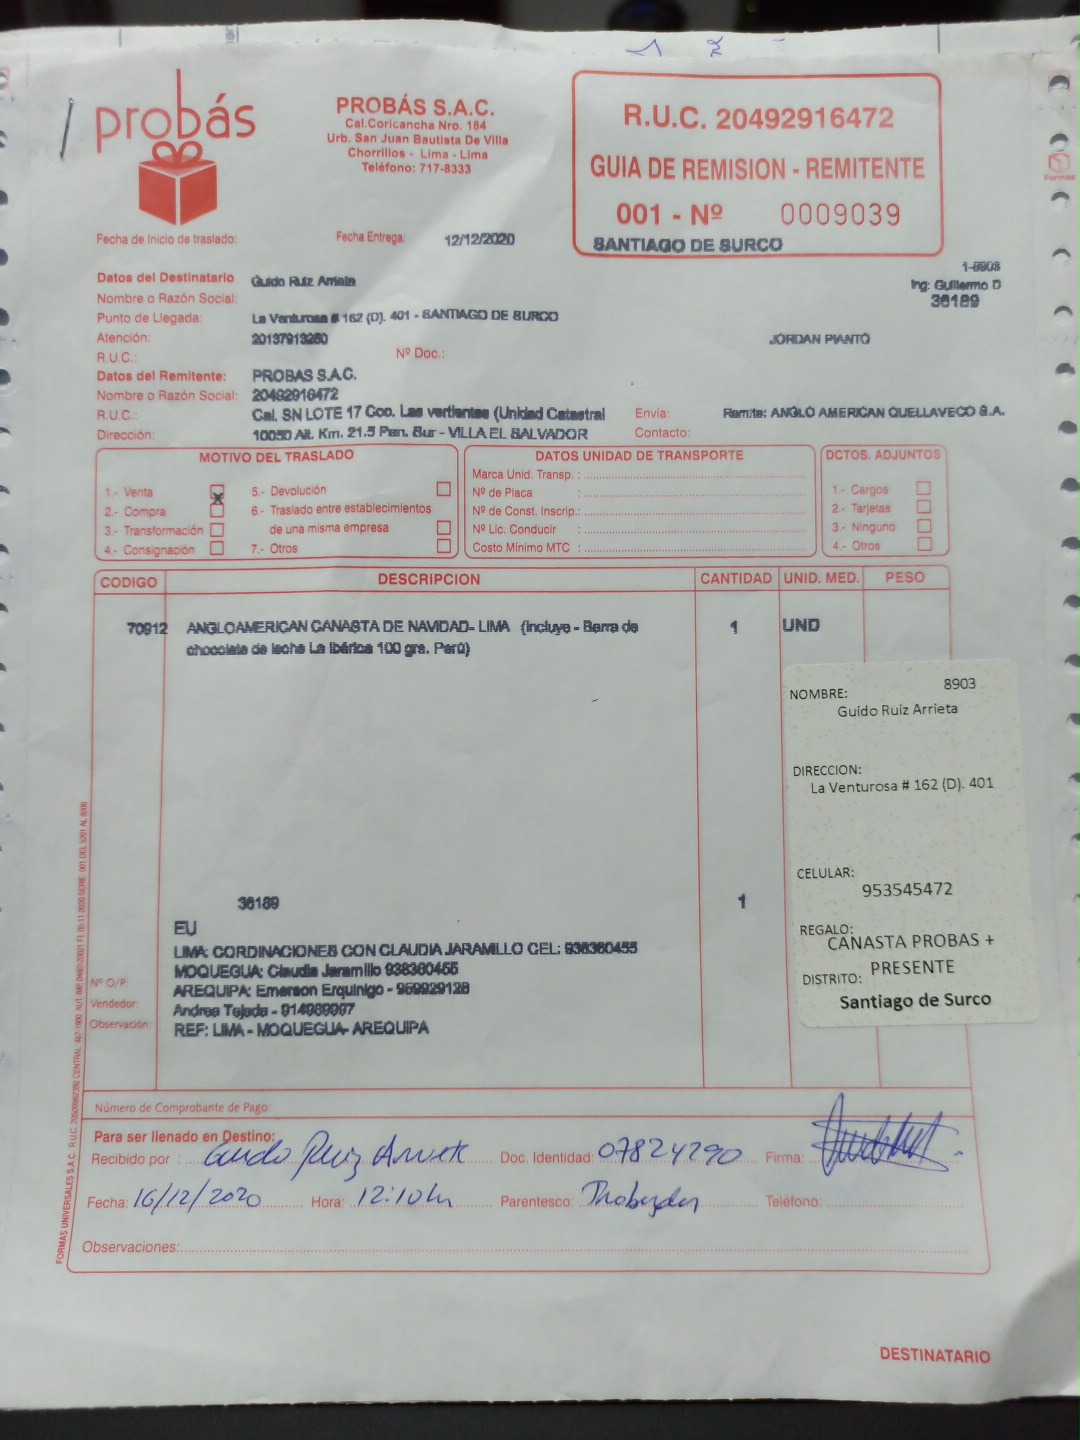 probás
PROBÁS S.A.C.
Cal.Coricancha Nro. 184
Urb. San Juan Bautista De Villa
Chorrillos - Lima - Lima
Teléfono: 717-8333
R.U.C. 20492916472
GUIA DE REMISION - REMITENTE
001 - Nº 0009039
SANTIAGO DE SURCO
Fecha de Inicio de traslado:
Fecha Entrega: 12/12/2020
1-8903
Ing: Guillermo D
36189
Datos del Destinatario Guido Ruiz Arrieta
Nombre o Razón Social:
Punto de Llegada: La Venturosa # 162 (D). 401 - SANTIAGO DE SURCO
Atención: 20137913250
JORDAN PIANTO
R.U.C.: Nº Doc.:
Datos del Remitente: PROBAS S.A.C.
Nombre o Razón Social: 20492916472
R.U.C.: Cal. SN LOTE 17 Coo. Las vertientes (Unidad Catastral
Envía: Remite: ANGLO AMERICAN QUELLAVECO S.A.
Dirección: 10050 Alt. Km. 21.5 Pan. Sur - VILLA EL SALVADOR
Contacto:
MOTIVO DEL TRASLADO
1.- Venta X
2.- Compra
3.- Transformación
4.- Consignación
5.- Devolución
6.- Traslado entre establecimientos
de una misma empresa
7.- Otros
DATOS UNIDAD DE TRANSPORTE
Marca Unid. Transp. :
Nº de Placa :
Nº de Const. Inscrip.:
Nº Lic. Conducir :
Costo Mínimo MTC :
DCTOS. ADJUNTOS
1.- Cargos
2.- Tarjetas
3.- Ninguno
4.- Otros
CODIGO DESCRIPCION CANTIDAD UNID. MED. PESO
70912 ANGLOAMERICAN CANASTA DE NAVIDAD- LIMA (Incluye - Barra de 1 UND
chocolate de leche La Ibérica 100 grs. Perú)
8903
NOMBRE:
Guido Ruiz Arrieta
DIRECCION:
La Venturosa # 162 (D). 401
CELULAR:
953545472
REGALO:
CANASTA PROBAS +
PRESENTE
DISTRITO:
Santiago de Surco
36189 1
EU
LIMA: CORDINACIONES CON CLAUDIA JARAMILLO CEL: 938360455
MOQUEGUA: Claudia Jaramillo 938360455
Nº O/P: AREQUIPA: Emerson Erquinigo - 959929128
Vendedor: Andrea Tejada - 914989997
Observación: REF: LIMA - MOQUEGUA- AREQUIPA
Número de Comprobante de Pago:
Para ser llenado en Destino:
Recibido por : Guido Ruiz Arrieta Doc. Identidad: 07824290 Firma:
Fecha: 16/12/2020 Hora: 12:10 hr Parentesco: Trabajador Teléfono:
Observaciones:
DESTINATARIO